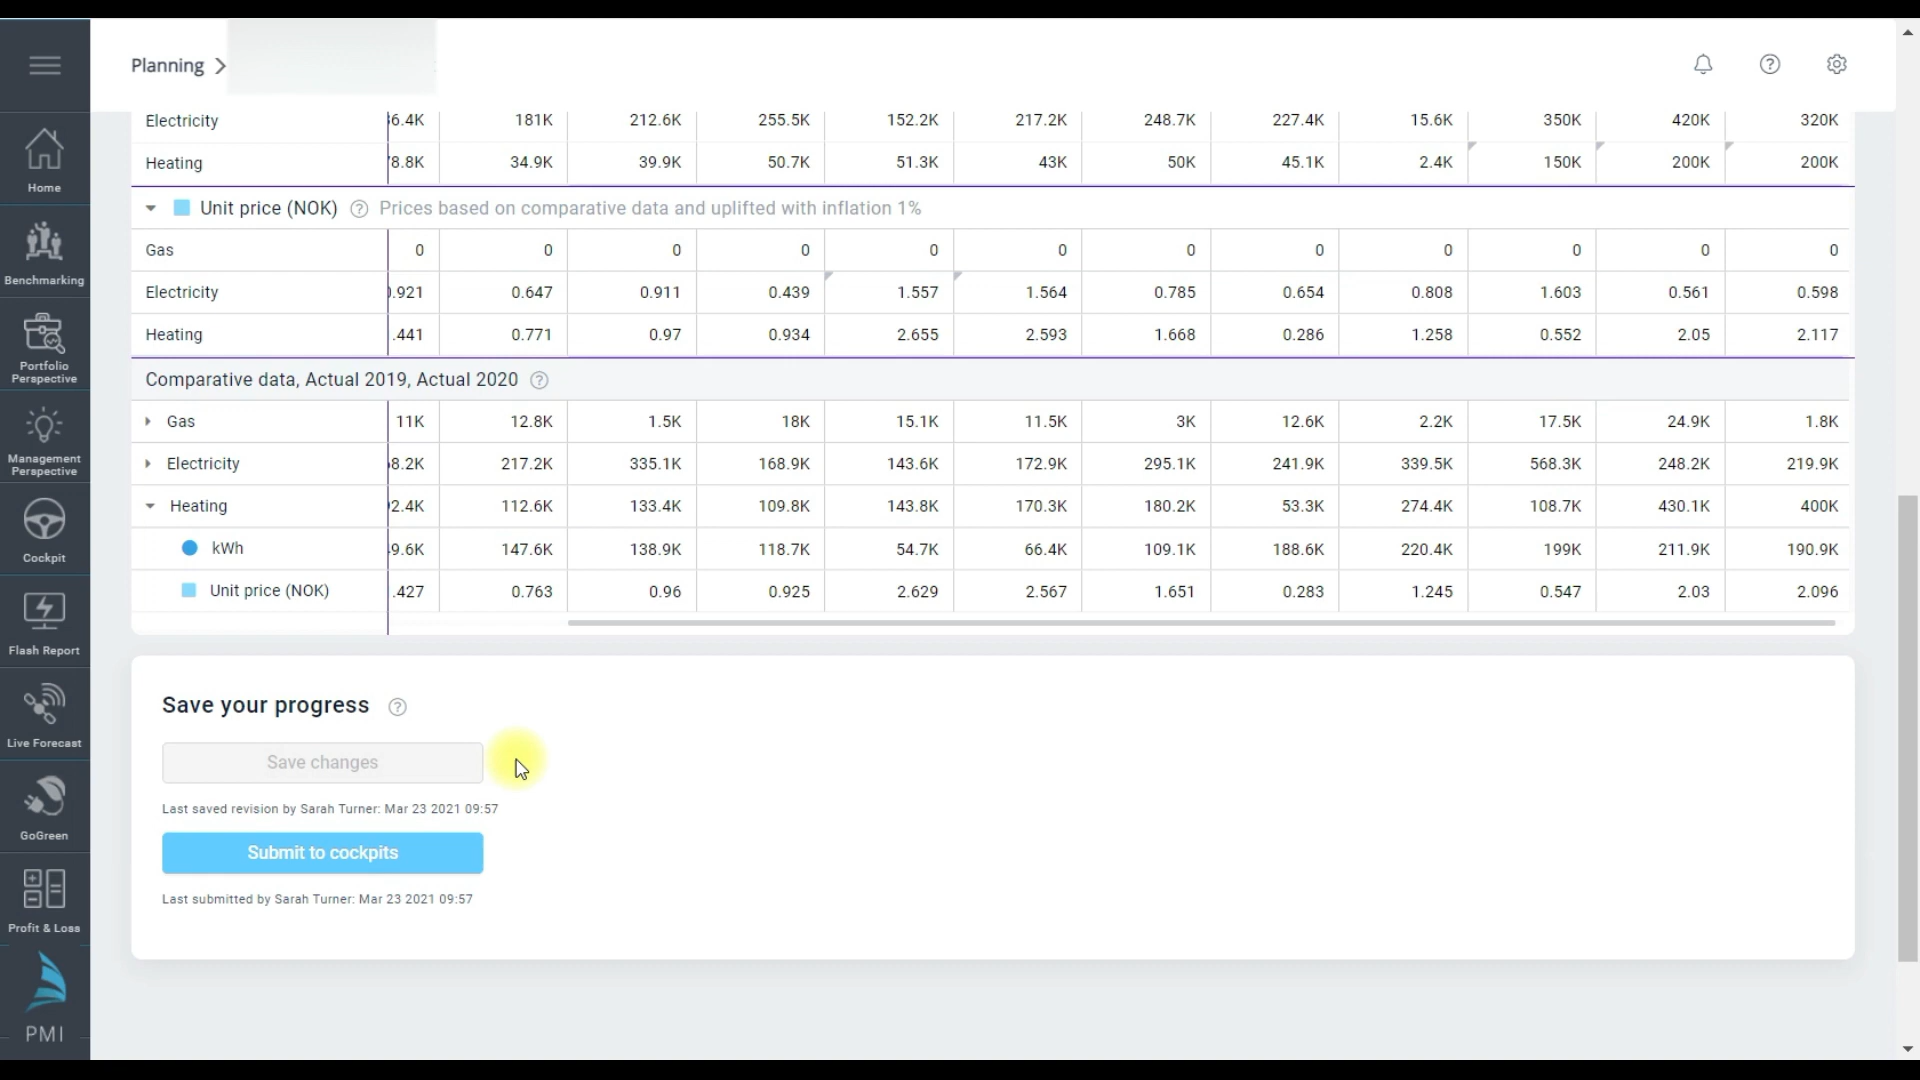 Planning >
Electricity 36.4K 181K 212.6K 255.5K 152.2K 217.2K 248.7K 227.4K 15.6K 350K 420K 320K
Heating 8.8K 34.9K 39.9K 50.7K 51.3K 43K 50K 45.1K 2.4K 150K 200K 200K
Unit price (NOK) ? Prices based on comparative data and uplifted with inflation 1%
Gas 0 0 0 0 0 0 0 0 0 0 0 0
Electricity .921 0.647 0.911 0.439 1.557 1.564 0.785 0.654 0.808 1.603 0.561 0.598
Heating .441 0.771 0.97 0.934 2.655 2.593 1.668 0.286 1.258 0.552 2.05 2.117
Comparative data, Actual 2019, Actual 2020 ?
Gas 11K 12.8K 1.5K 18K 15.1K 11.5K 3K 12.6K 2.2K 17.5K 24.9K 1.8K
Electricity 8.2K 217.2K 335.1K 168.9K 143.6K 172.9K 295.1K 241.9K 339.5K 568.3K 248.2K 219.9K
Heating 2.4K 112.6K 133.4K 109.8K 143.8K 170.3K 180.2K 53.3K 274.4K 108.7K 430.1K 400K
kWh 9.6K 147.6K 138.9K 118.7K 54.7K 66.4K 109.1K 188.6K 220.4K 199K 211.9K 190.9K
Unit price (NOK) .427 0.763 0.96 0.925 2.629 2.567 1.651 0.283 1.245 0.547 2.03 2.096
Save your progress ?
Save changes
Last saved revision by Sarah Turner: Mar 23 2021 09:57
Submit to cockpits
Last submitted by Sarah Turner: Mar 23 2021 09:57
Home
Benchmarking
Portfolio
Perspective
Management
Perspective
Cockpit
Flash Report
Live Forecast
GoGreen
Profit & Loss
PMI